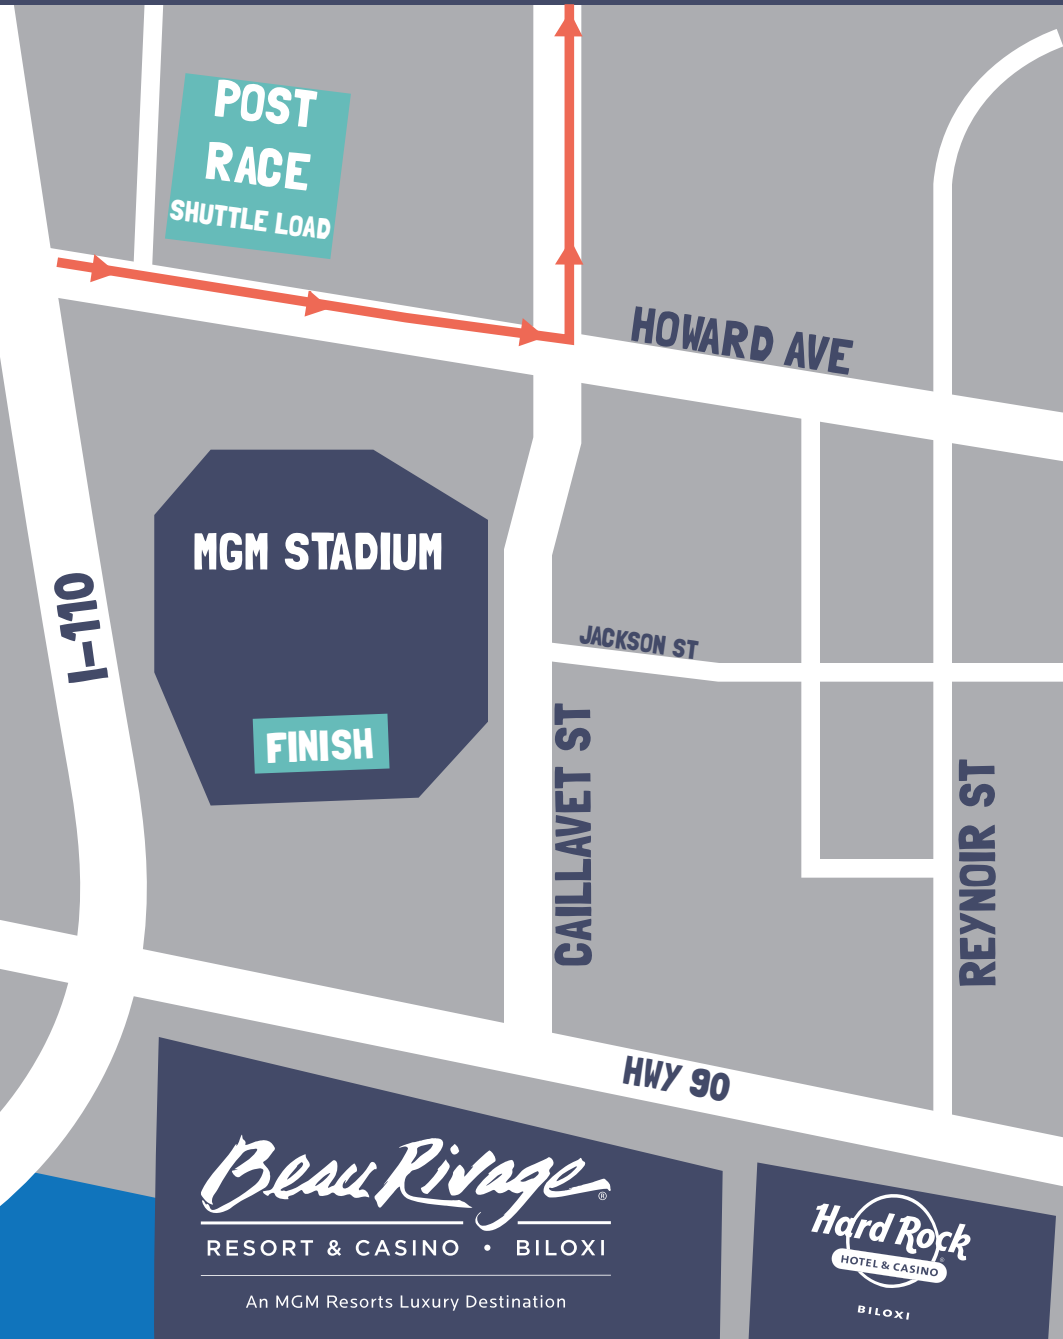 POST
RACE
SHUTTLE LOAD
HOWARD AVE
MGM STADIUM
I-110
JACKSON ST
FINISH
CAILLAVET ST
REYNOIR ST
HWY 90
Beau Rivage®
RESORT & CASINO • BILOXI
An MGM Resorts Luxury Destination
Hard Rock
HOTEL & CASINO
BILOXI